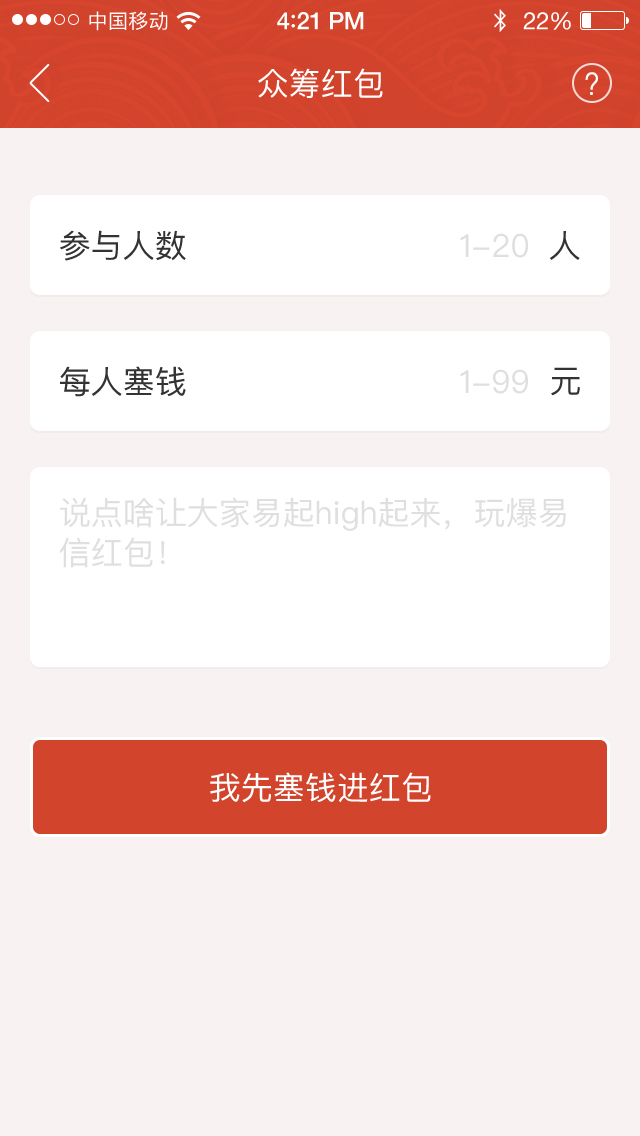 中国移动 4:21 PM 22%
众筹红包 ?
参与人数 1–20 人
每人塞钱 1–99 元
说点啥让大家易起high起来，玩爆易
信红包！
我先塞钱进红包